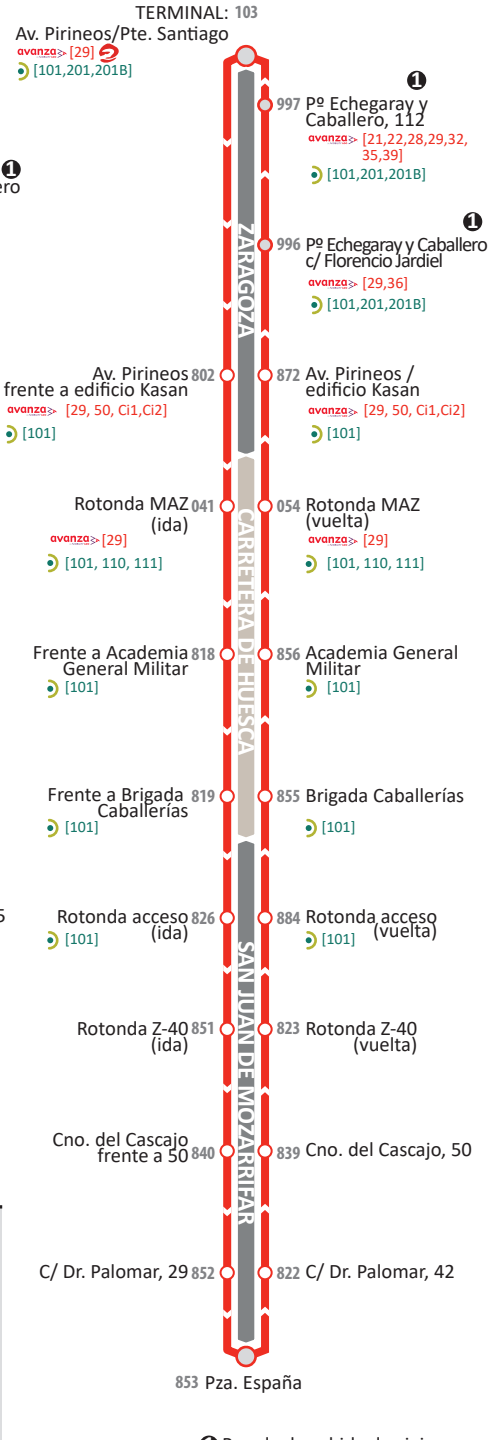 TERMINAL: 103
Av. Pirineos/Pte. Santiago
avanza [29]
[101,201,201B]
1
997 Pº Echegaray y
Caballero, 112
avanza [21,22,28,29,32,
35,39]
[101,201,201B]
1
ero
1
996 Pº Echegaray y Caballero
c/ Florencio Jardiel
avanza [29,36]
[101,201,201B]
ZARAGOZA
Av. Pirineos 802
frente a edificio Kasan
avanza [29, 50, Ci1,Ci2]
[101]
872 Av. Pirineos /
edificio Kasan
avanza [29, 50, Ci1,Ci2]
[101]
CARRETERA DE HUESCA
Rotonda MAZ 041
(ida)
avanza [29]
[101, 110, 111]
054 Rotonda MAZ
(vuelta)
avanza [29]
[101, 110, 111]
Frente a Academia 818
General Militar
[101]
856 Academia General
Militar
[101]
Frente a Brigada 819
Caballerías
[101]
855 Brigada Caballerías
[101]
SAN JUAN DE MOZARRIFAR
5
Rotonda acceso 826
(ida)
[101]
884 Rotonda acceso
(vuelta)
[101]
Rotonda Z-40 851
(ida)
823 Rotonda Z-40
(vuelta)
Cno. del Cascajo
frente a 50 840
839 Cno. del Cascajo, 50
C/ Dr. Palomar, 29 852
822 C/ Dr. Palomar, 42
853 Pza. España